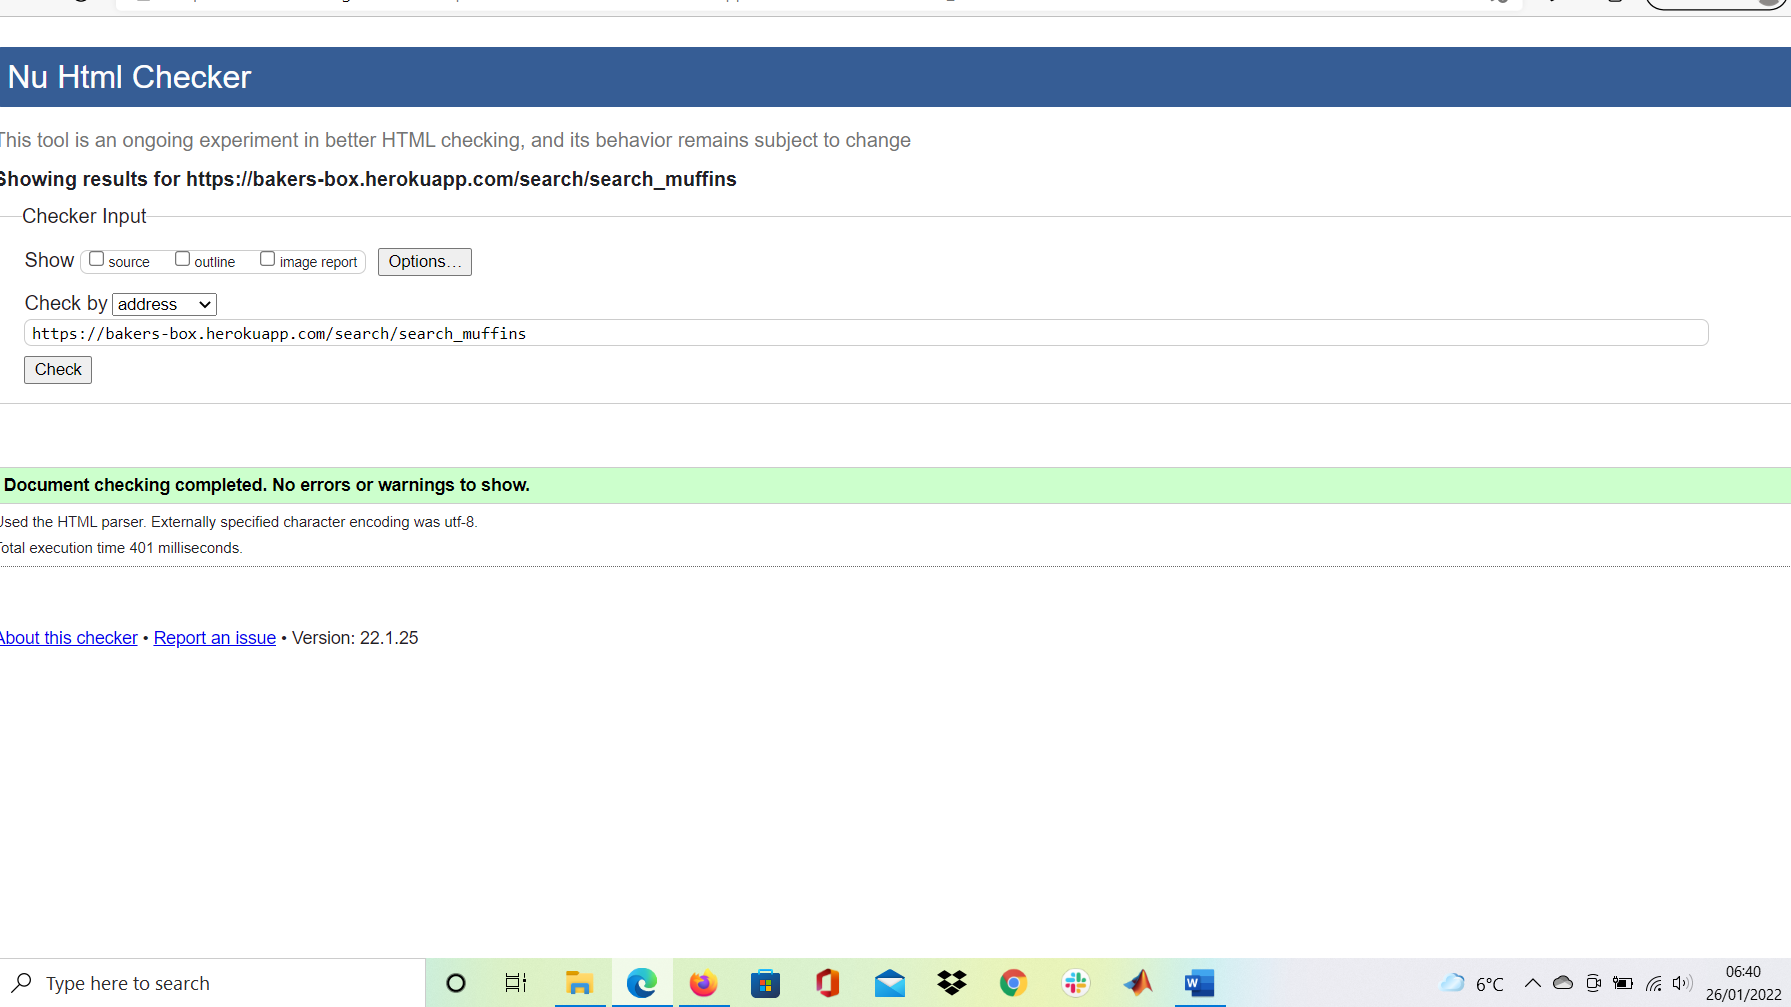 Nu Html Checker
This tool is an ongoing experiment in better HTML checking, and its behavior remains subject to change
Showing results for https://bakers-box.herokuapp.com/search/search_muffins
Checker Input
Show source outline image report Options...
Check by address
https://bakers-box.herokuapp.com/search/search_muffins
Check
Document checking completed. No errors or warnings to show.
Used the HTML parser. Externally specified character encoding was utf-8.
Total execution time 401 milliseconds.
About this checker • Report an issue • Version: 22.1.25
Type here to search
6°C
06:40
26/01/2022